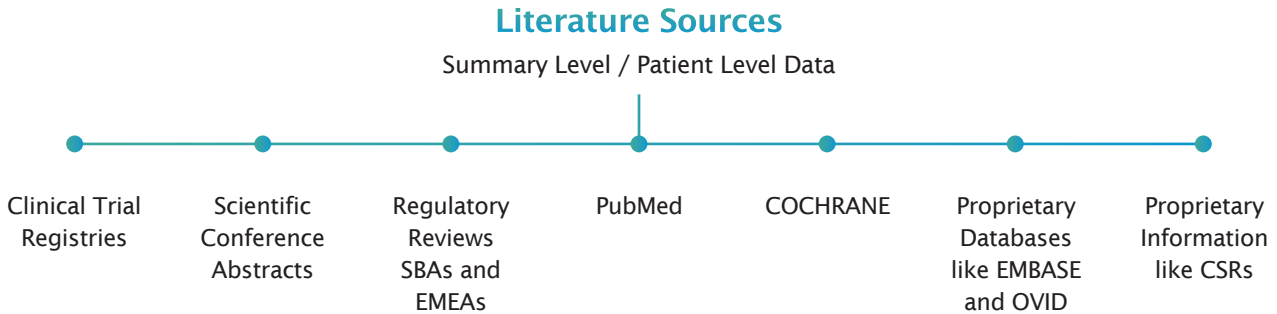 Literature Sources
Summary Level / Patient Level Data
Clinical Trial
Registries
Scientific
Conference
Abstracts
Regulatory
Reviews
SBAs and
EMEAs
PubMed
COCHRANE
Proprietary
Databases
like EMBASE
and OVID
Proprietary
Information
like CSRs